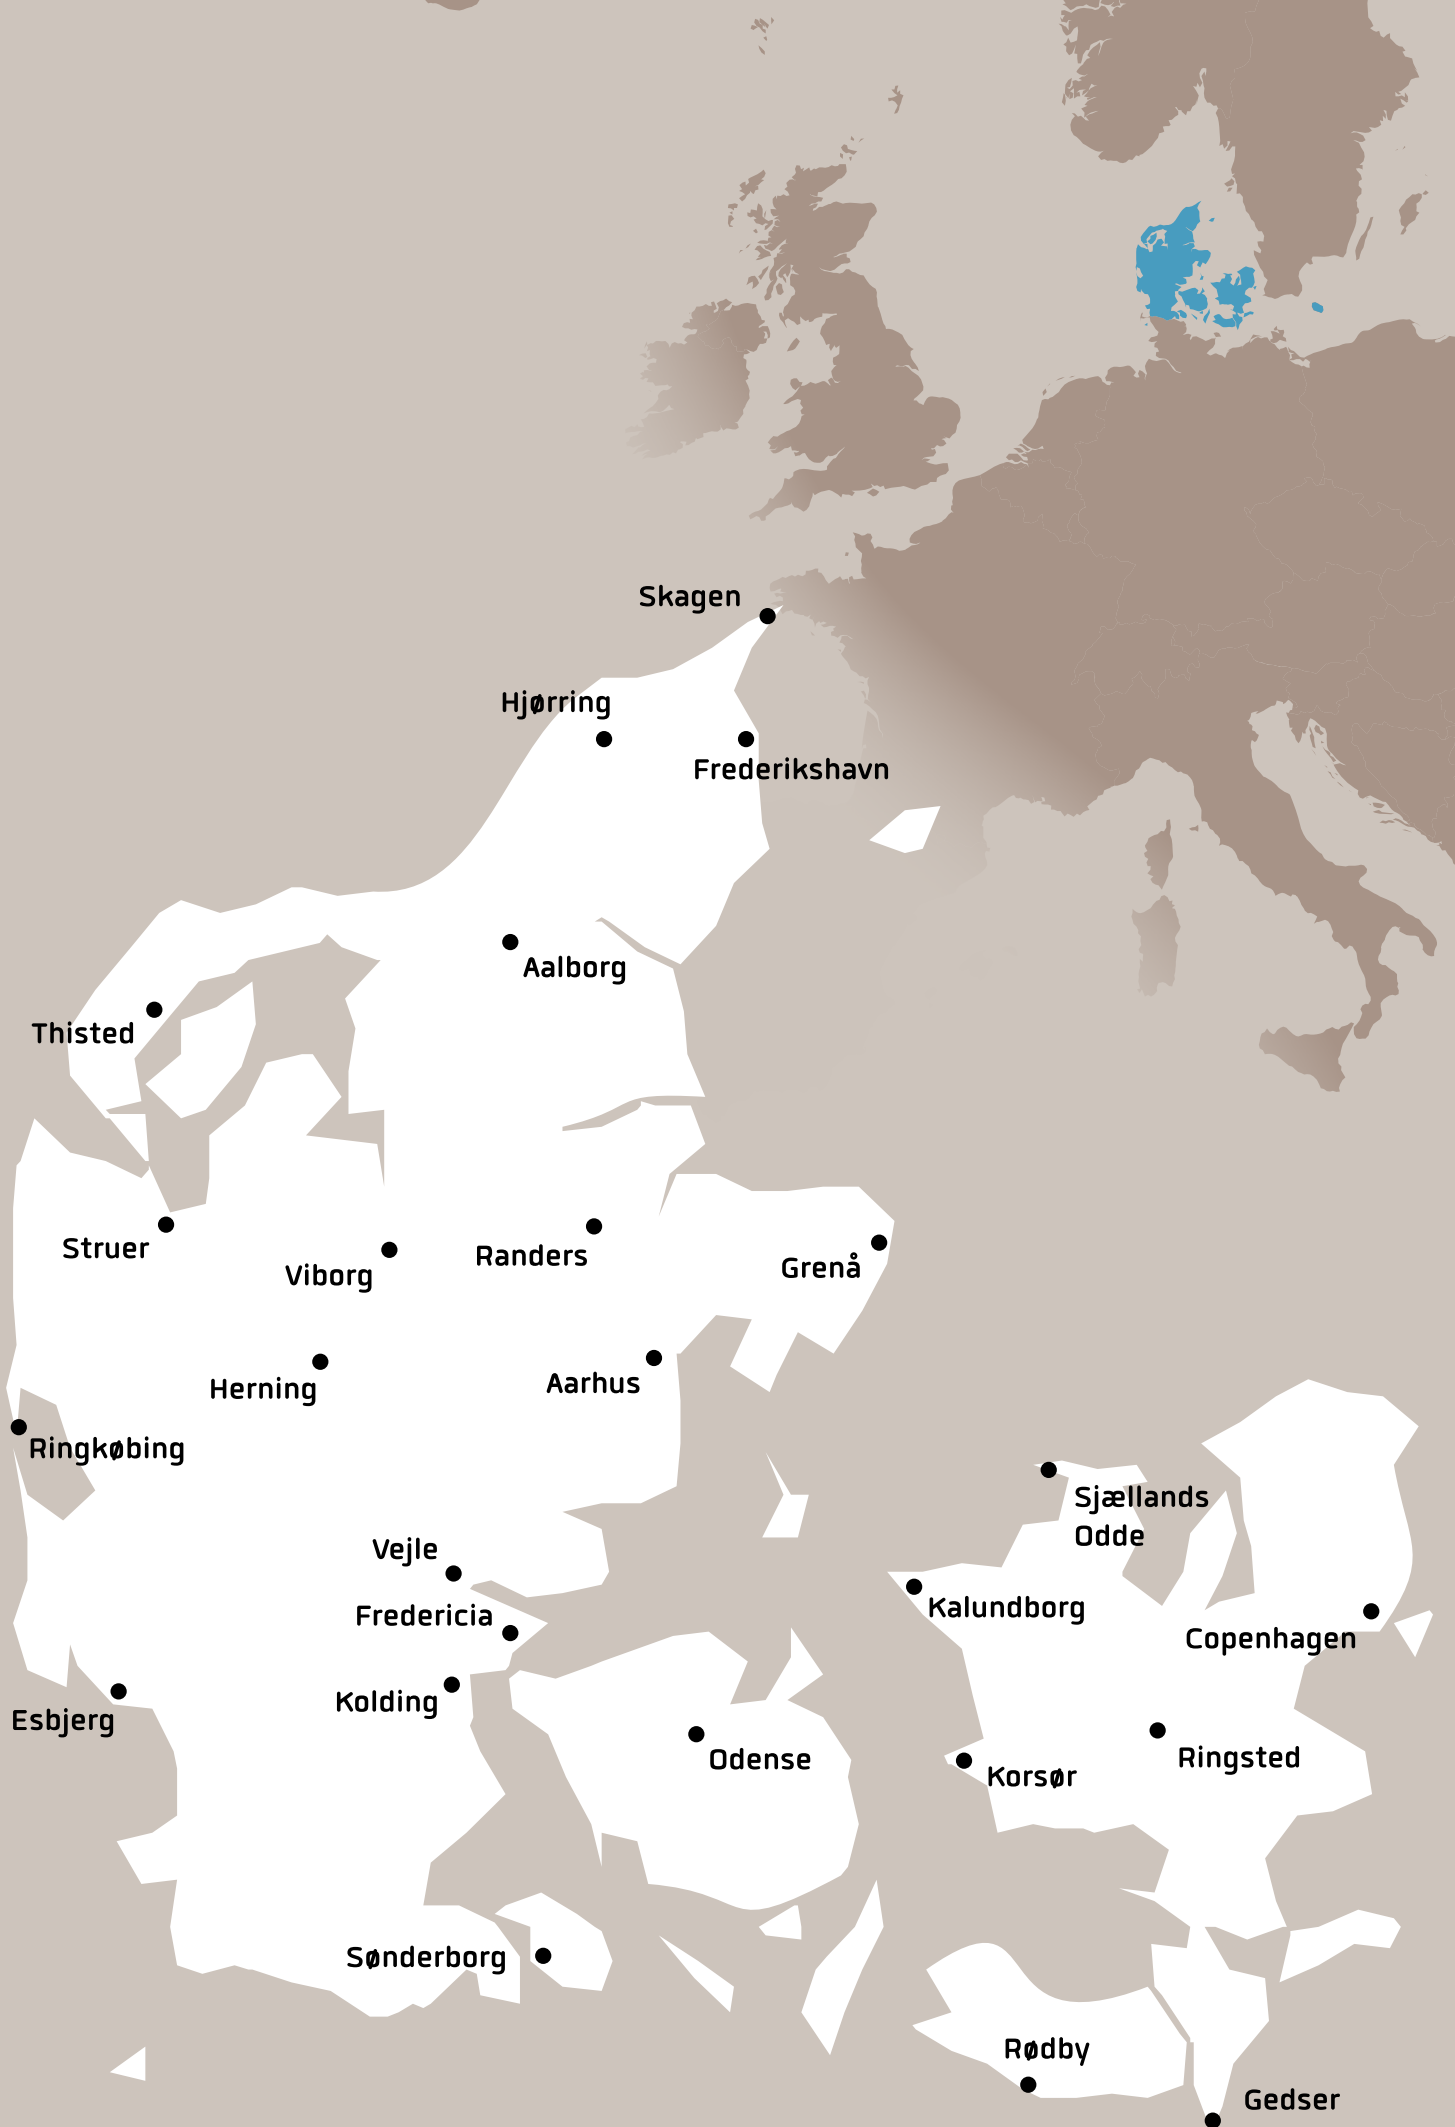 Skagen
Hjørring
Frederikshavn
Aalborg
Thisted
Struer
Viborg
Randers
Grenå
Herning
Aarhus
Ringkøbing
Sjællands
Odde
Vejle
Kalundborg
Fredericia
Copenhagen
Kolding
Esbjerg
Odense
Ringsted
Korsør
Sønderborg
Rødby
Gedser